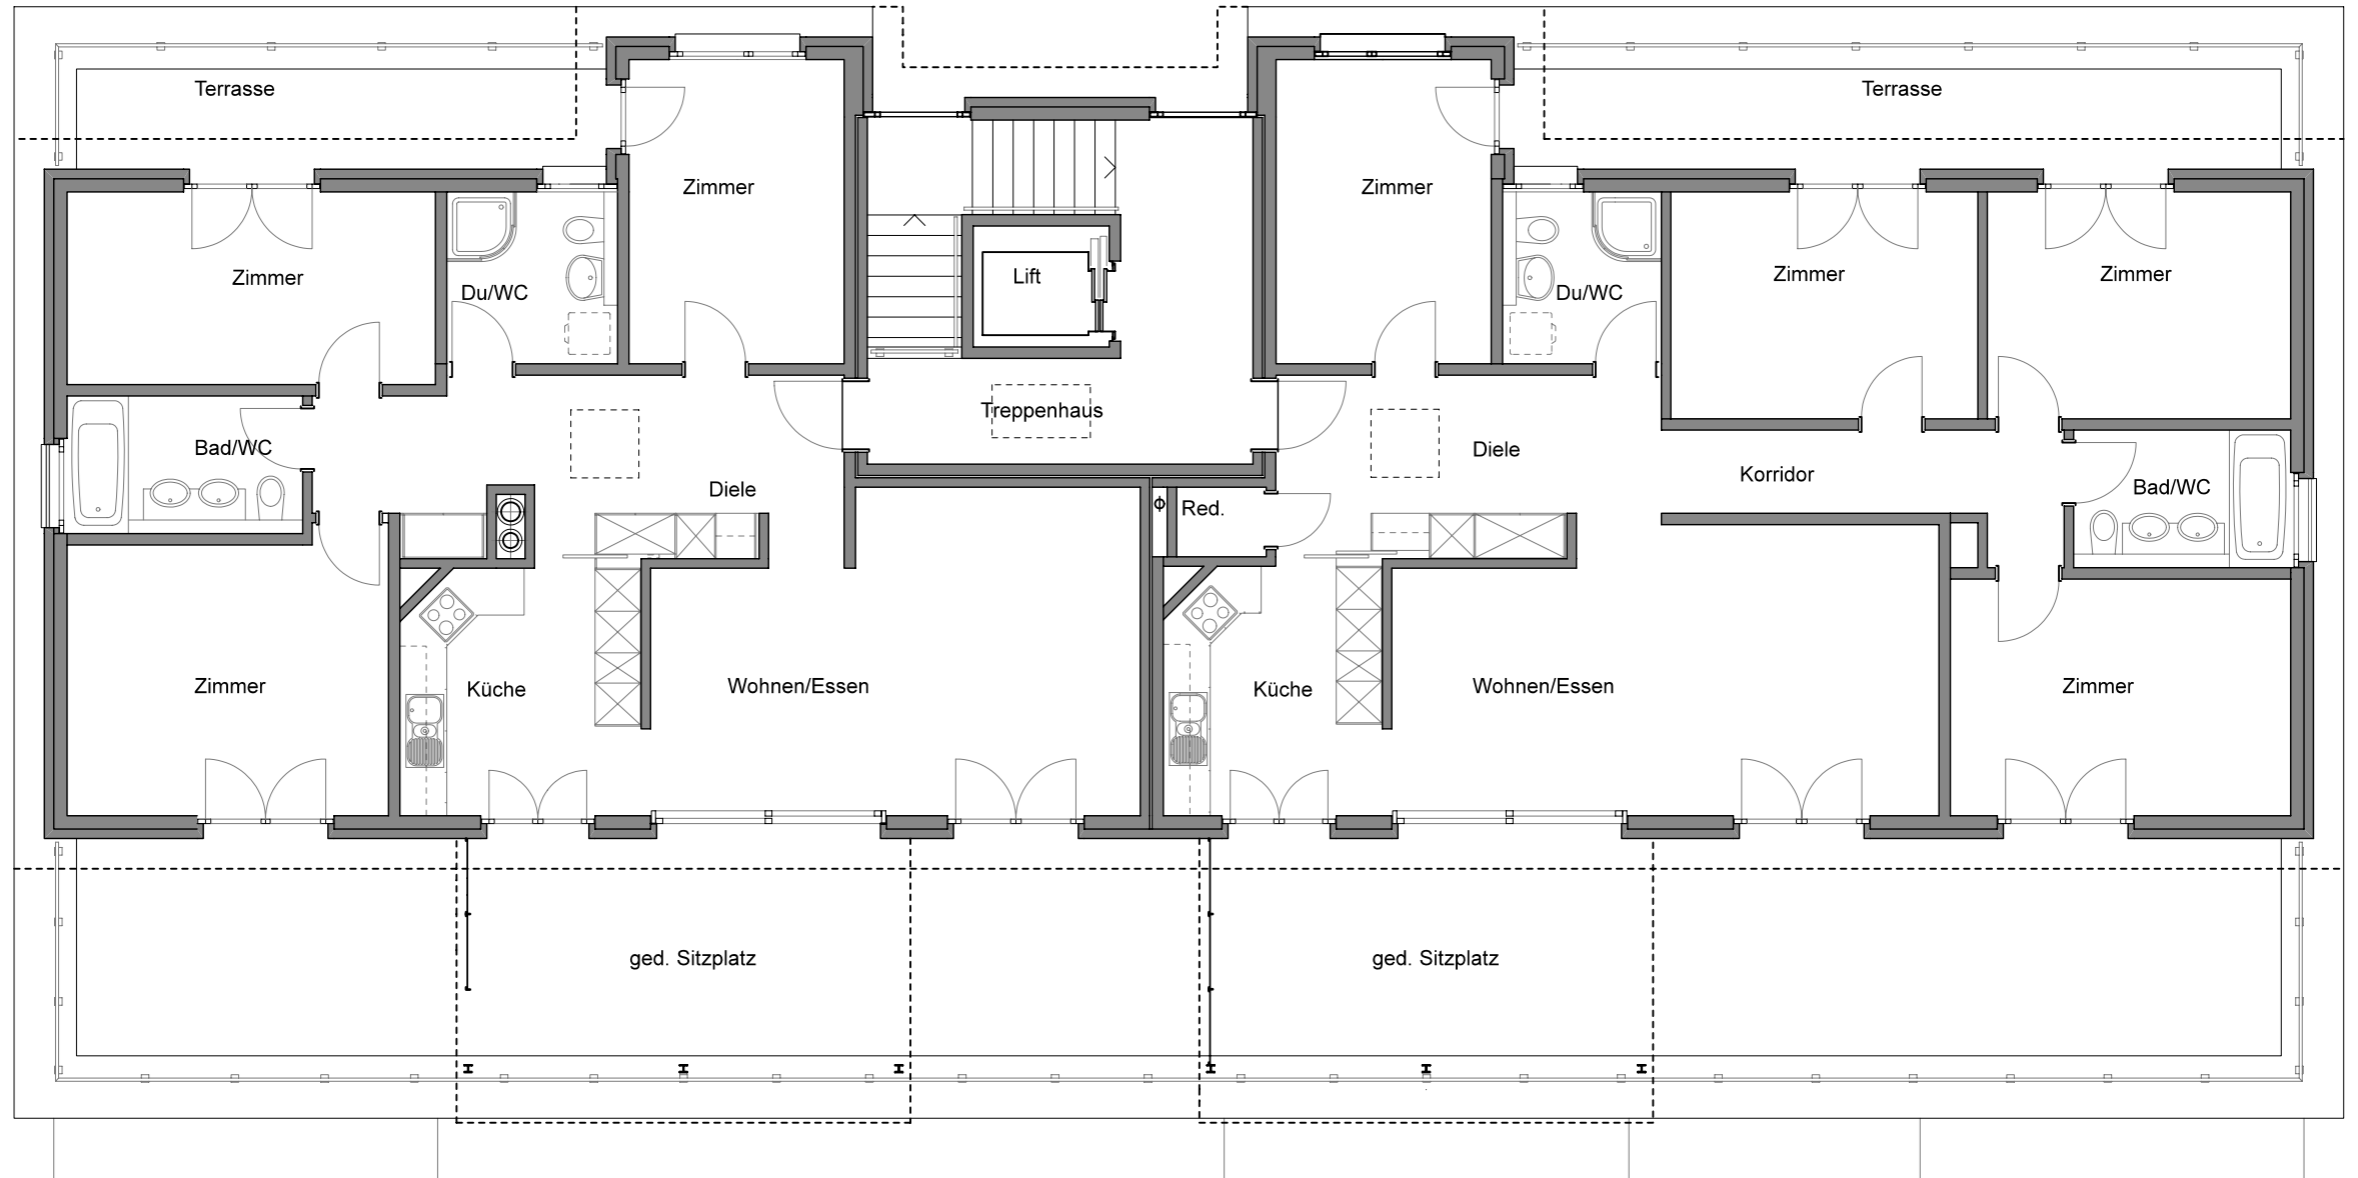 Terrasse
Terrasse
Zimmer
Zimmer
Zimmer
Du/WC
Lift
Du/WC
Zimmer
Zimmer
Treppenhaus
Bad/WC
Diele
Diele
Korridor
Bad/WC
Red.
Zimmer
Küche
Wohnen/Essen
Küche
Wohnen/Essen
Zimmer
ged. Sitzplatz
ged. Sitzplatz